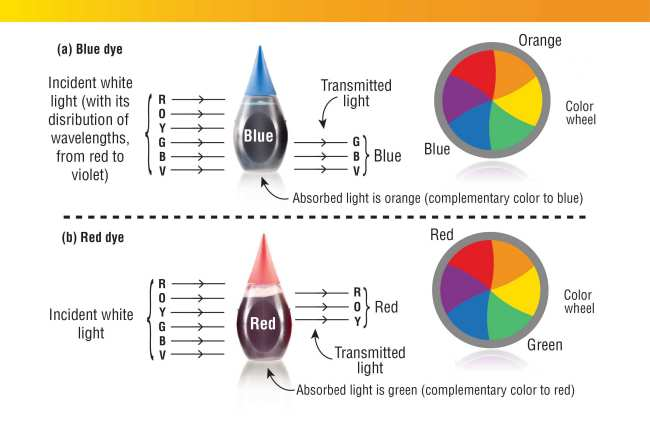 (a) Blue dye
Incident white
light (with its
disribution of
wavelengths,
from red to
violet)
R
O
Y
G
B
V
Blue
Transmitted
light
G
B
V
Blue
Absorbed light is orange (complementary color to blue)
Orange
Color
wheel
Blue
(b) Red dye
Incident white
light
R
O
Y
G
B
V
Red
R
O
Y
Red
Transmitted
light
Absorbed light is green (complementary color to red)
Red
Color
wheel
Green